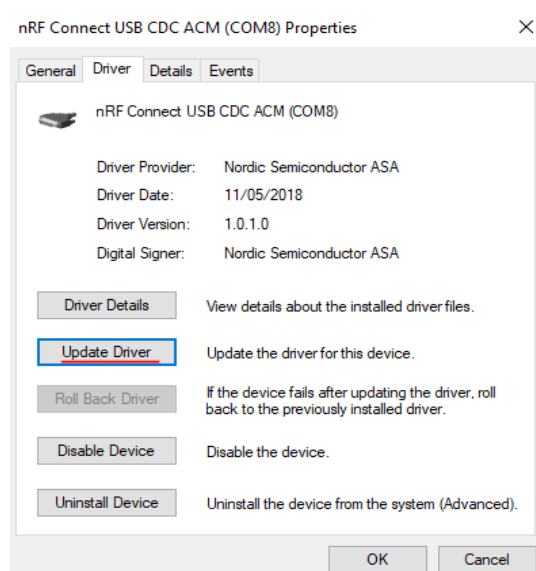 nRF Connect USB CDC ACM (COM8) Properties
General Driver Details Events
nRF Connect USB CDC ACM (COM8)
Driver Provider: Nordic Semiconductor ASA
Driver Date: 11/05/2018
Driver Version: 1.0.1.0
Digital Signer: Nordic Semiconductor ASA
Driver Details View details about the installed driver files.
Update Driver Update the driver for this device.
Roll Back Driver If the device fails after updating the driver, roll
back to the previously installed driver.
Disable Device Disable the device.
Uninstall Device Uninstall the device from the system (Advanced).
OK Cancel